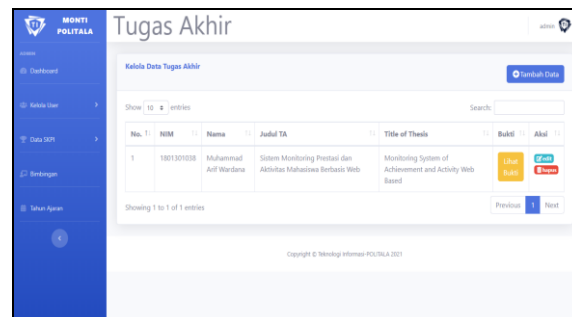 MONTI
POLITALA
Tugas Akhir
admin
ADMIN
Dashboard
Kelola User
Data SKPI
Bimbingan
Tahun Ajaran
Kelola Data Tugas Akhir
Tambah Data
Show 10 entries
Search:
No. NIM Nama Judul TA Title of Thesis Bukti Aksi
1 1801301038 Muhammad Arif Wardana Sistem Monitoring Prestasi dan Aktivitas Mahasiswa Berbasis Web Monitoring System of Achievement and Activity Web Based Lihat Bukti edit hapus
Showing 1 to 1 of 1 entries
Previous 1 Next
Copyright © Teknologi Informasi-POLITALA 2021